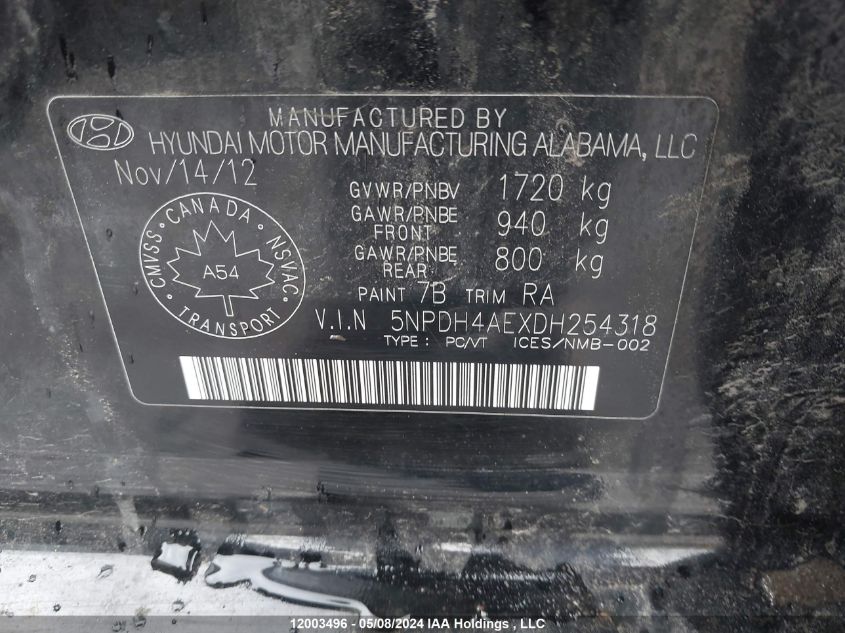 MANUFACTURED BY
HYUNDAI MOTOR MANUFACTURING ALABAMA, LLC
Nov/14/12
GVWR/PNBV 1720 kg
GAWR/PNBE FRONT 940 kg
GAWR/PNBE REAR 800 kg
CANADA
CMVSS · NSVAC
A54
TRANSPORT
PAINT 7B TRIM RA
V.I.N 5NPDH4AEXDH254318
TYPE : PC/VT ICES/NMB-002
12003496 - 05/08/2024 IAA Holdings , LLC